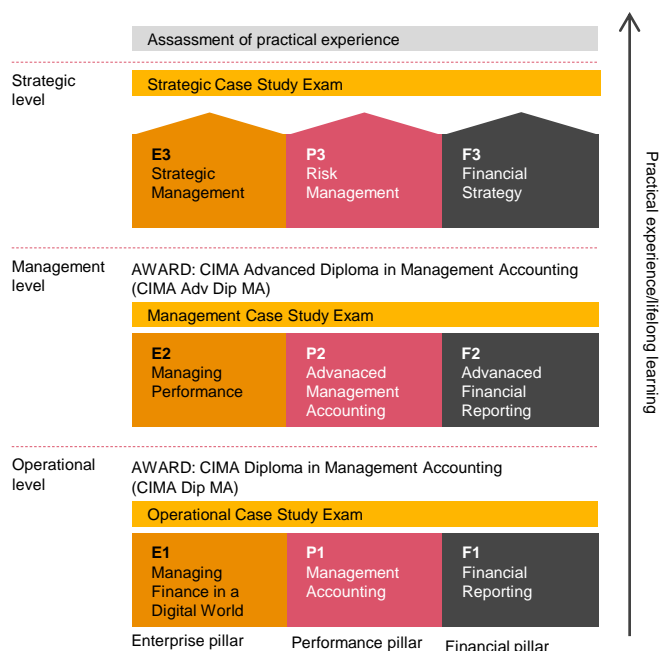 Assassment of practical experience
Strategic
level
Strategic Case Study Exam
E3
Strategic
Management
P3
Risk
Management
F3
Financial
Strategy
Management
level
AWARD: CIMA Advanced Diploma in Management Accounting
(CIMA Adv Dip MA)
Management Case Study Exam
E2
Managing
Performance
P2
Advanaced
Management
Accounting
F2
Advanaced
Financial
Reporting
Operational
level
AWARD: CIMA Diploma in Management Accounting
(CIMA Dip MA)
Operational Case Study Exam
E1
Managing
Finance in a
Digital World
P1
Management
Accounting
F1
Financial
Reporting
Enterprise pillar
Performance pillar
Financial pillar
Practical experience/lifelong learning